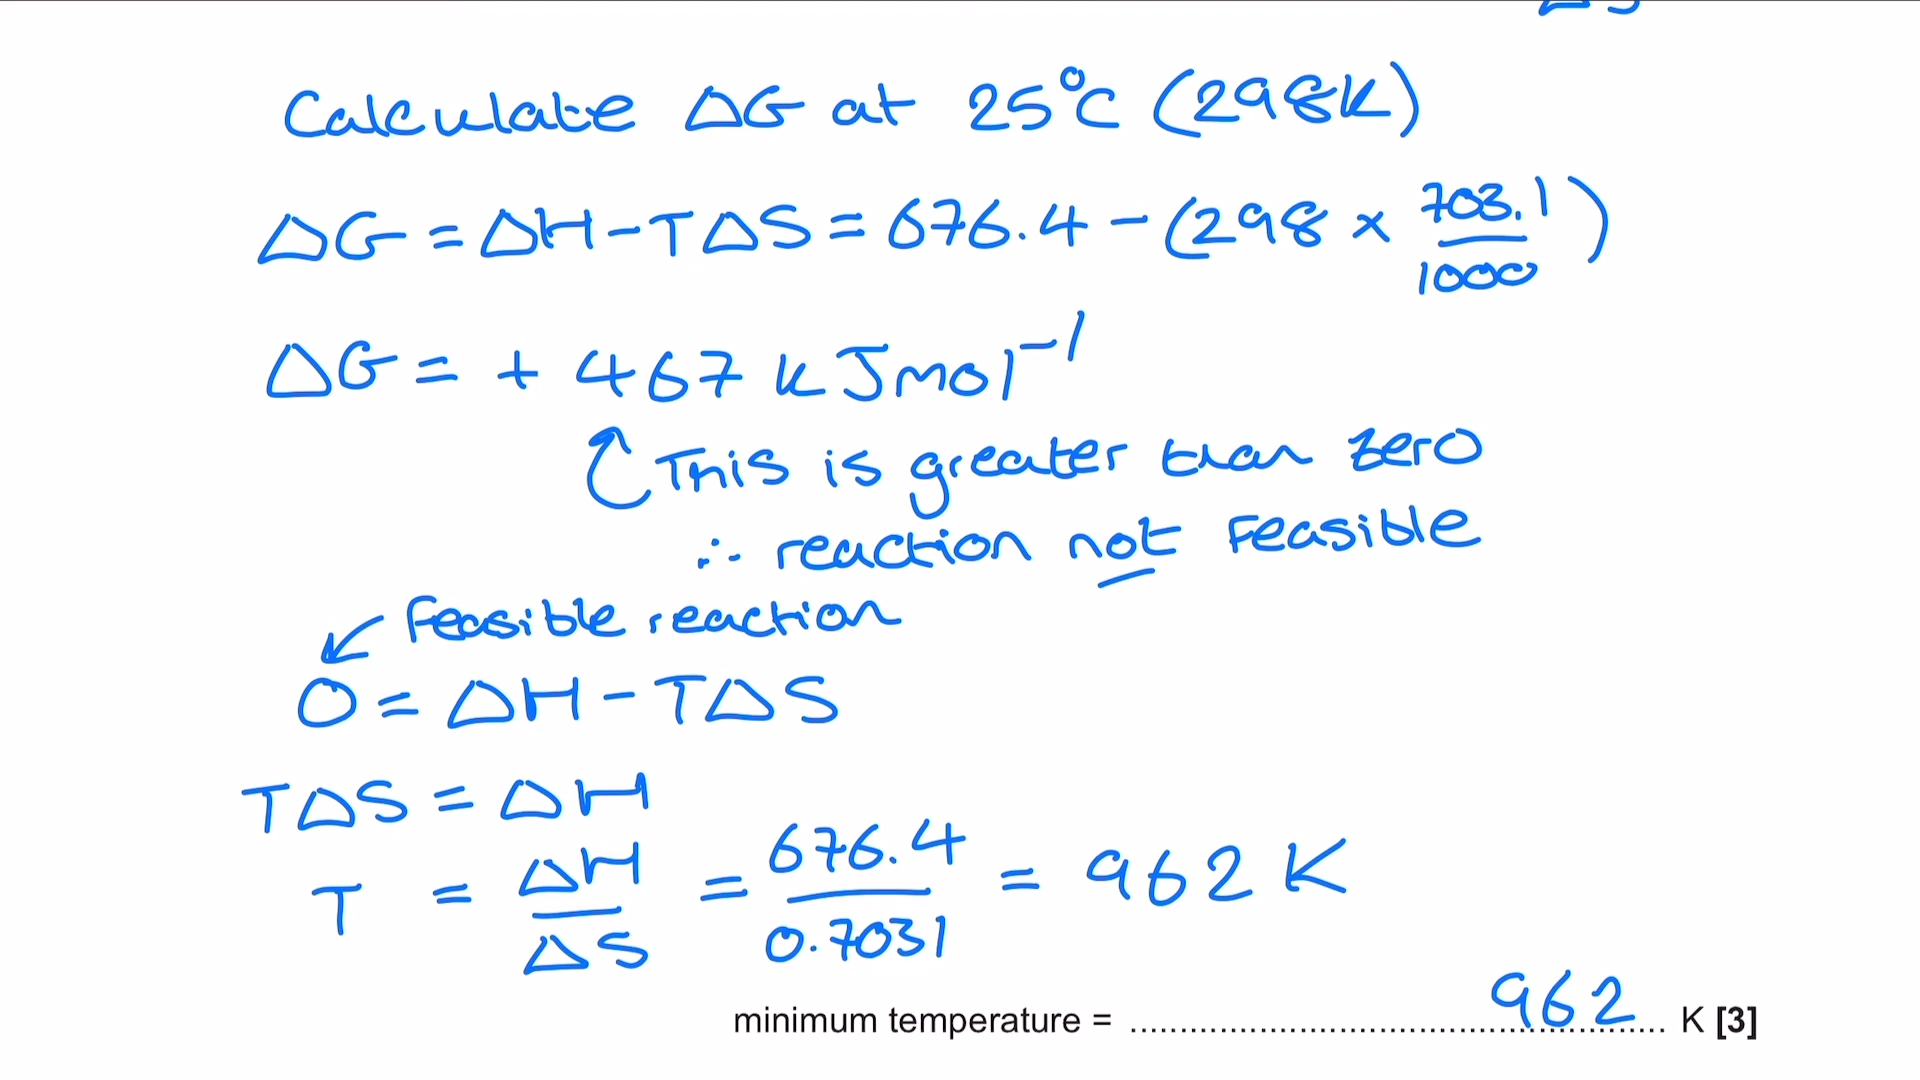 Calculate ΔG at 25°C (298K)
ΔG = ΔH - TΔS = 676.4 - (298 × 703.1/1000)
ΔG = + 467 kJmol⁻¹
This is greater than zero
∴ reaction not feasible
Feasible reaction
0 = ΔH - TΔS
TΔS = ΔH
T = ΔH/ΔS = 676.4/0.7031 = 962 K
minimum temperature = .......... 962 .......... K [3]